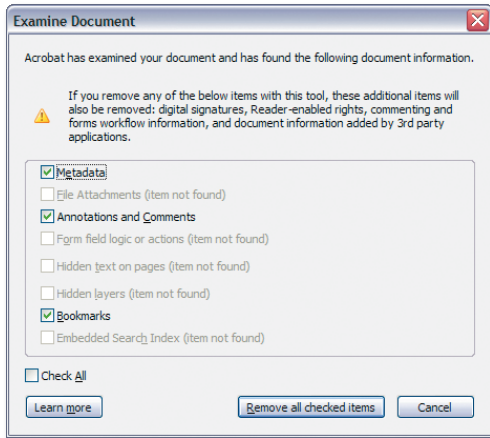 Examine Document
Acrobat has examined your document and has found the following document information.
If you remove any of the below items with this tool, these additional items will
also be removed: digital signatures, Reader-enabled rights, commenting and
forms workflow information, and document information added by 3rd party
applications.
Metadata
File Attachments (item not found)
Annotations and Comments
Form field logic or actions (item not found)
Hidden text on pages (item not found)
Hidden layers (item not found)
Bookmarks
Embedded Search Index (item not found)
Check All
Learn more Remove all checked items Cancel